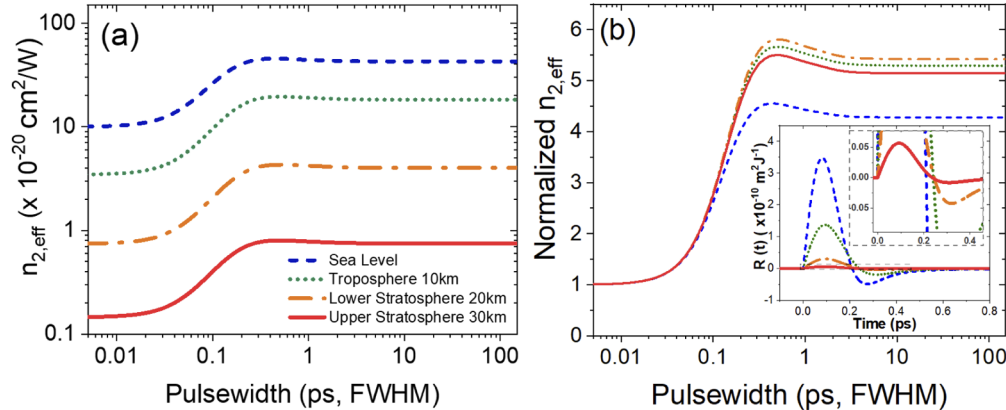 (a)
100
10
1
0.1
n2,eff (x 10-20 cm2/W)
Sea Level
Troposphere 10km
Lower Stratosphere 20km
Upper Stratosphere 30km
0.01 0.1 1 10 100
Pulsewidth (ps, FWHM)
(b)
6
5
4
3
2
1
0
Normalized n2,eff
4
3
2
1
0
-1
R (t) ( x10-10 m2J-1)
0.05
0.00
0.05
0.0 0.2 0.4
0.0 0.2 0.4 0.6 0.8
Time (ps)
0.01 0.1 1 10 100
Pulsewidth (ps, FWHM)